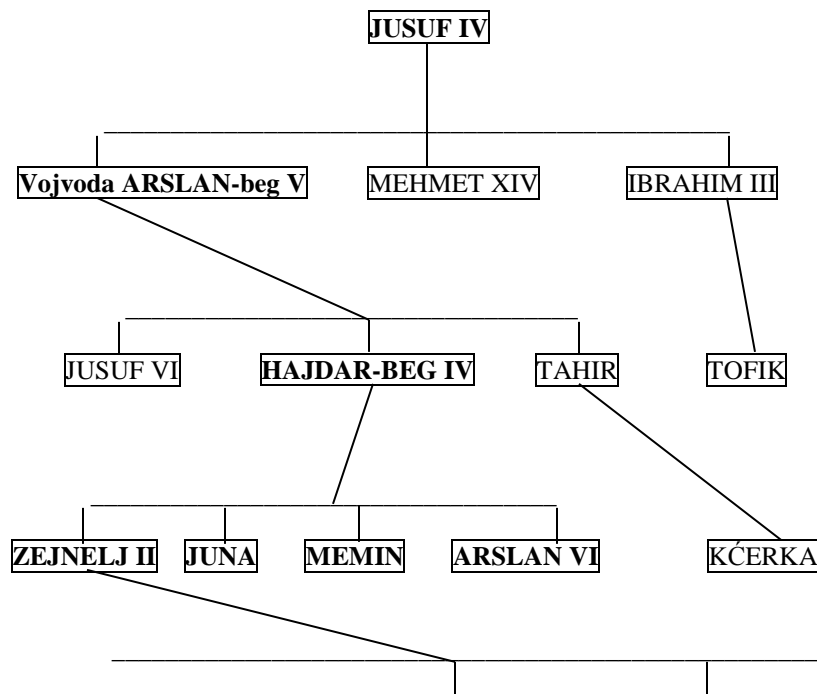 JUSUF IV
Vojvoda ARSLAN-beg V MEHMET XIV IBRAHIM III
JUSUF VI HAJDAR-BEG IV TAHIR TOFIK
ZEJNELJ II JUNA MEMIN ARSLAN VI KĆERKA